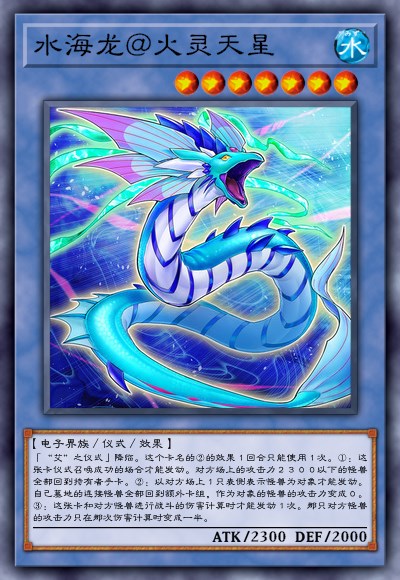 水海龙@火灵天星
水
【电子界族／仪式／效果】
「“艾”之仪式」降临。这个卡名的②的效果1回合只能使用1次。①：这
张卡仪式召唤成功的场合才能发动。对方场上的攻击力2300以下的怪兽
全部回到持有者手卡。②：以对方场上1只表侧表示怪兽为对象才能发动。
自己墓地的连接怪兽全部回到额外卡组，作为对象的怪兽的攻击力变成0。
③：这张卡和对方怪兽进行战斗的伤害计算时才能发动1次。那只对方怪兽
的攻击力只在那次伤害计算时变成一半。
ATK/2300 DEF/2000